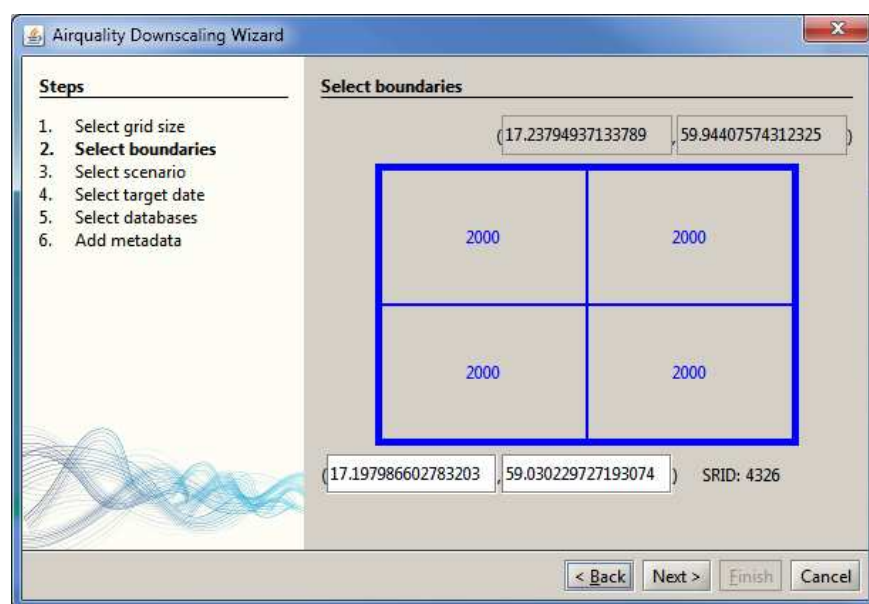 Airquality Downscaling Wizard
Steps
1. Select grid size
2. Select boundaries
3. Select scenario
4. Select target date
5. Select databases
6. Add metadata
Select boundaries
(17.23794937133789 , 59.94407574312325 )
2000 2000
2000 2000
(17.197986602783203 , 59.030229727193074 ) SRID: 4326
< Back Next > Finish Cancel